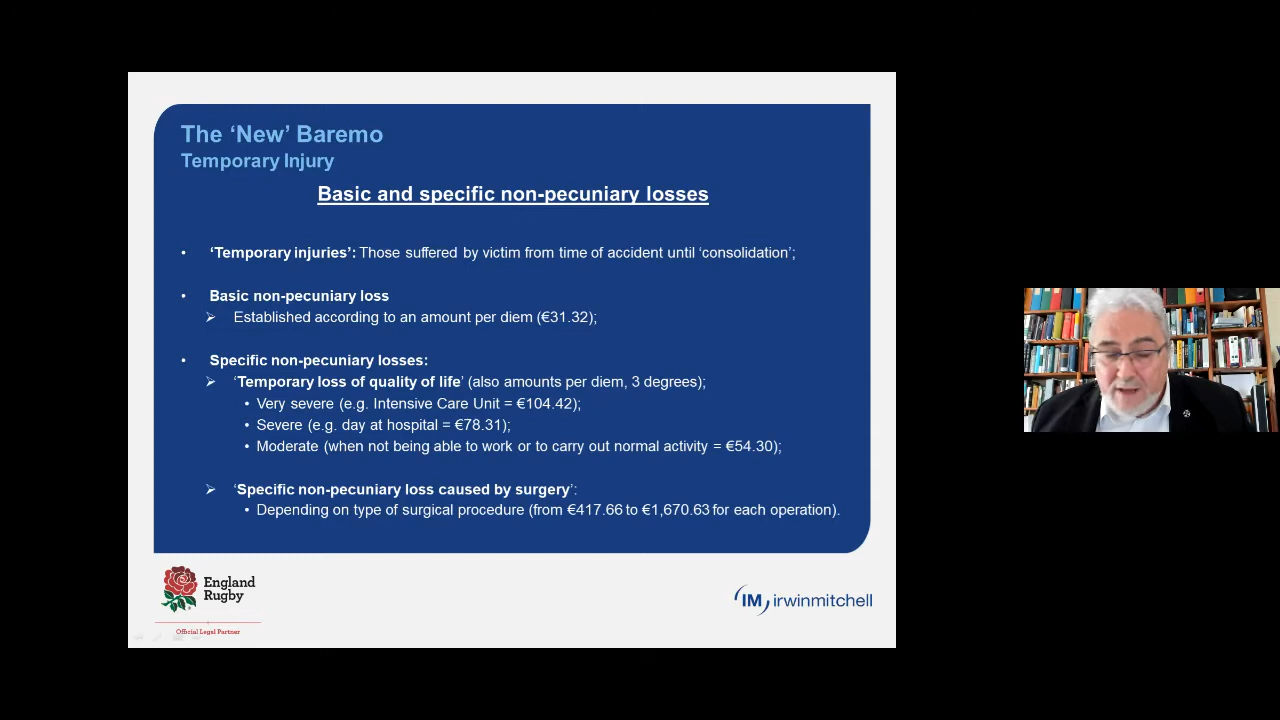 The ‘New’ Baremo
Temporary Injury
Basic and specific non-pecuniary losses
• ‘Temporary injuries’: Those suffered by victim from time of accident until ‘consolidation’;
• Basic non-pecuniary loss
➢ Established according to an amount per diem (€31.32);
• Specific non-pecuniary losses:
➢ ‘Temporary loss of quality of life’ (also amounts per diem, 3 degrees);
• Very severe (e.g. Intensive Care Unit = €104.42);
• Severe (e.g. day at hospital = €78.31);
• Moderate (when not being able to work or to carry out normal activity = €54.30);
➢ ‘Specific non-pecuniary loss caused by surgery’:
• Depending on type of surgical procedure (from €417.66 to €1,670.63 for each operation).
England
Rugby
Official Legal Partner
IM irwinmitchell